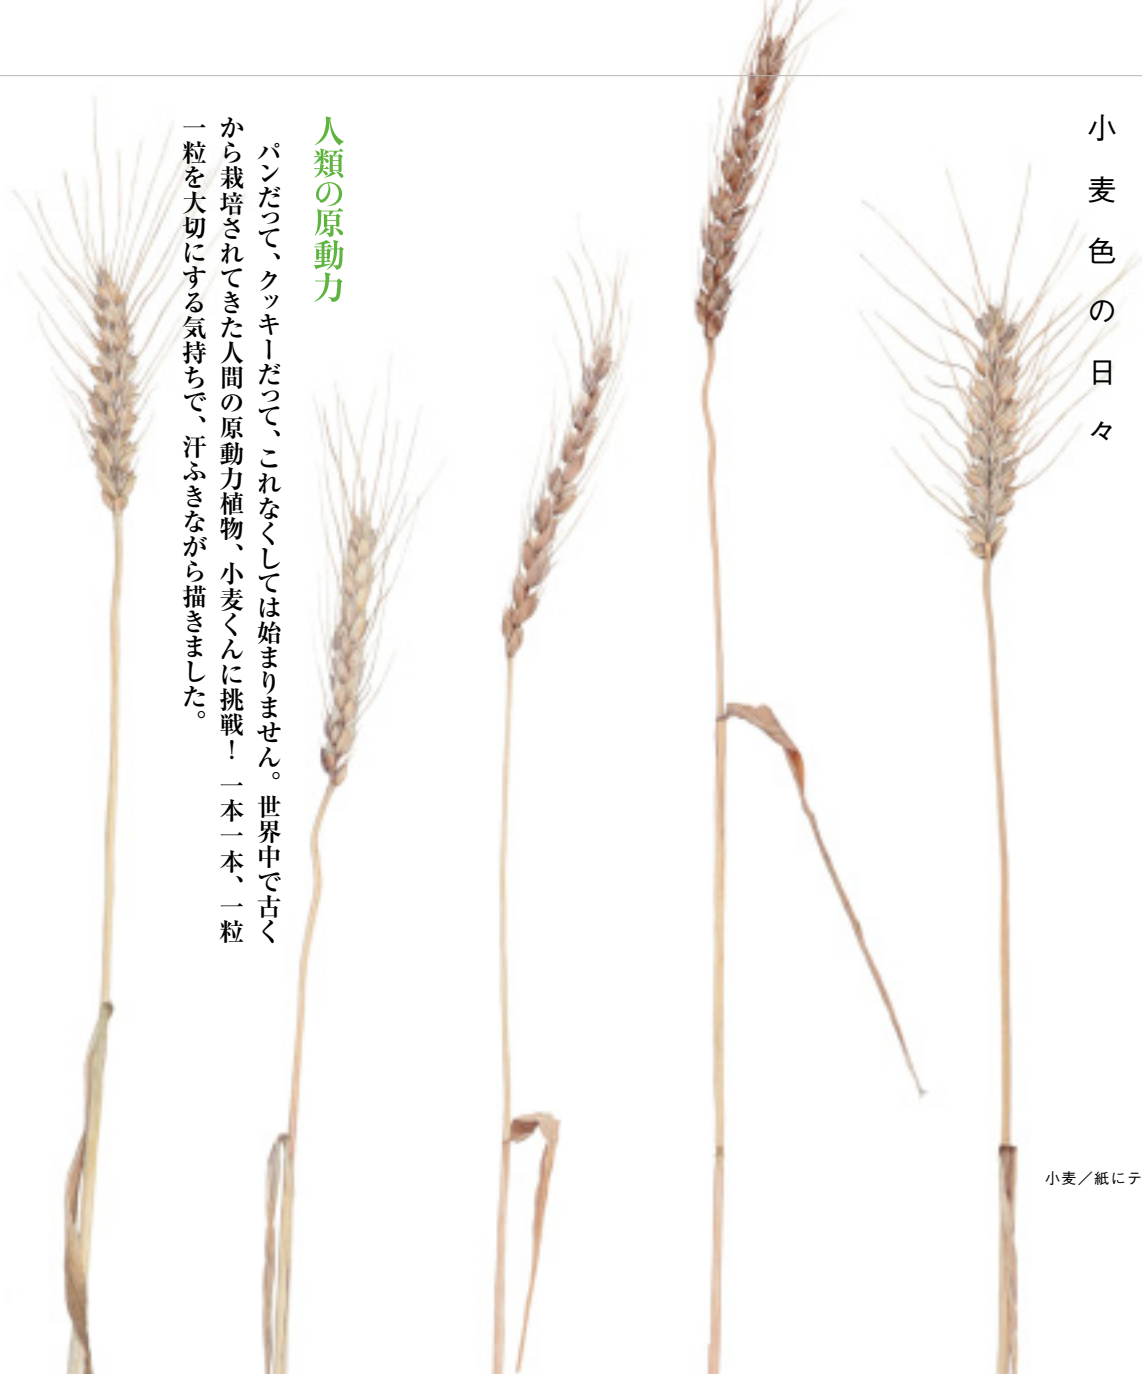 小麦色の日々
人類の原動力
パンだって、クッキーだって、これなくしては始まりません。世界中で古く
から栽培されてきた人間の原動力植物、小麦くんに挑戦！ 一本一本、一粒
一粒を大切にする気持ちで、汗ふきながら描きました。
小麦／紙にテ